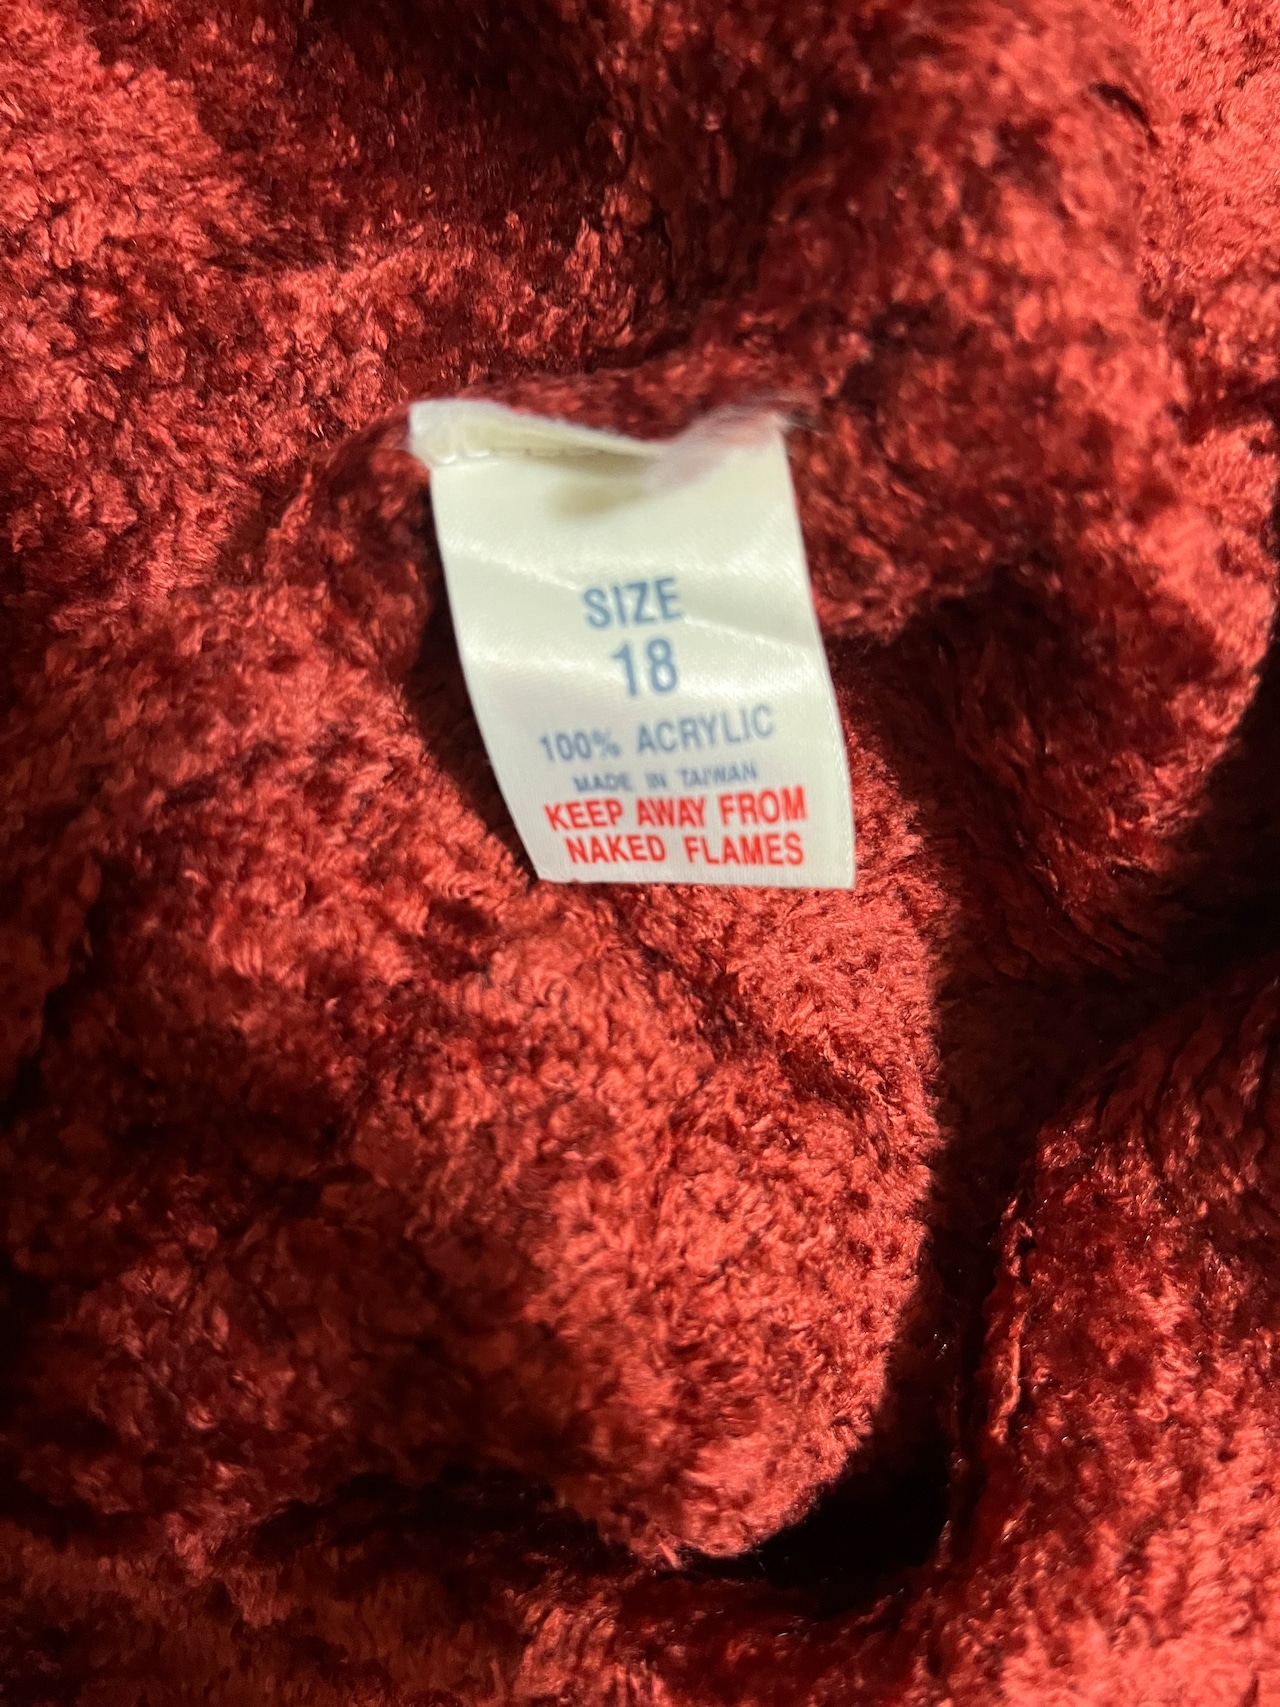 SIZE
18
100% ACRYLIC
MADE IN TAIWAN
KEEP AWAY FROM
NAKED FLAMES